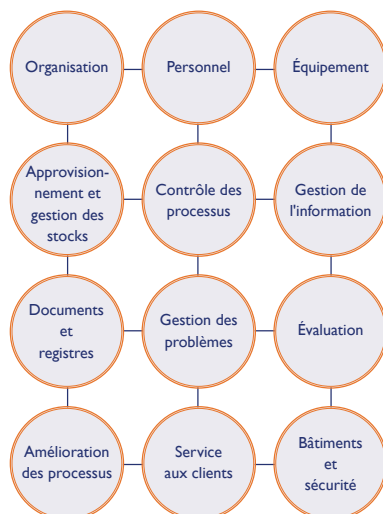 Organisation
Personnel
Équipement
Approvision-
nement et
gestion des
stocks
Contrôle des
processus
Gestion de
l'information
Documents
et
registres
Gestion des
problèmes
Évaluation
Amélioration
des processus
Service
aux clients
Bâtiments
et
sécurité